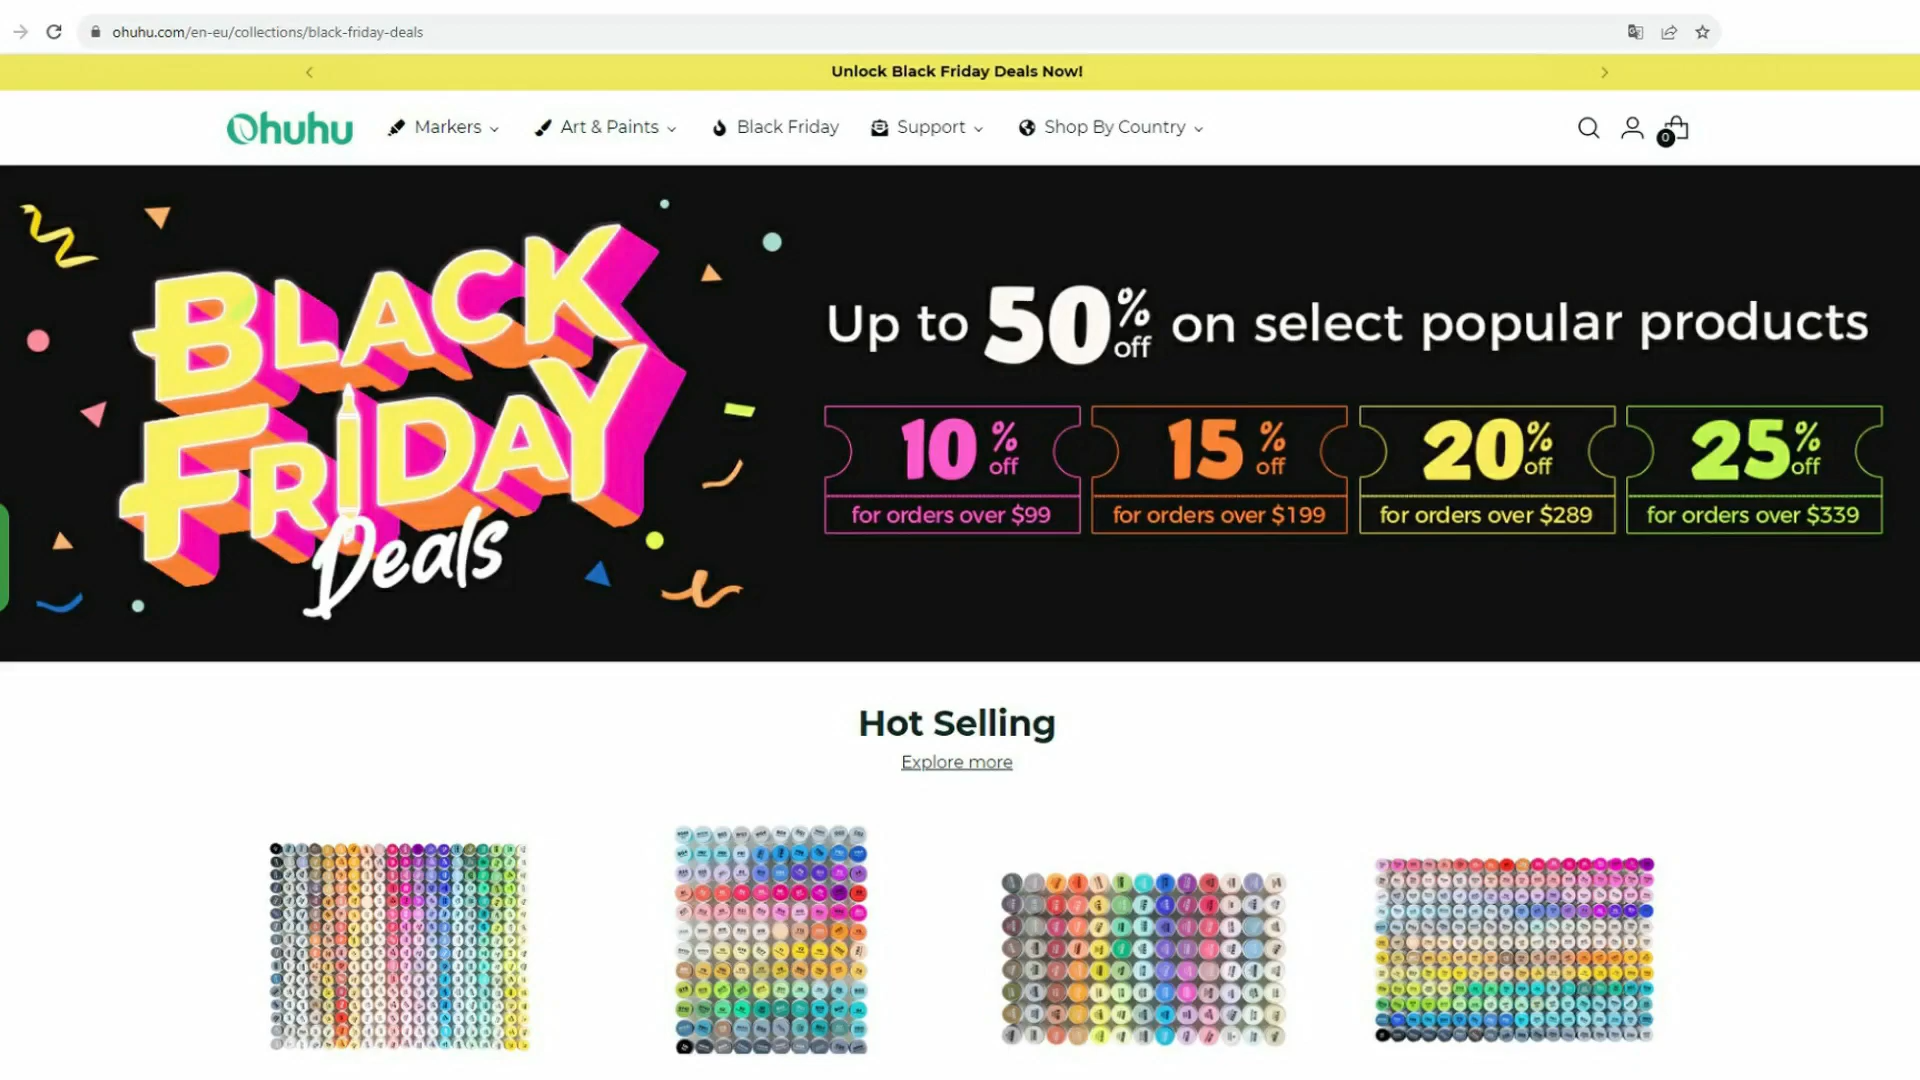 ohuhu.com/en-eu/collections/black-friday-deals
Unlock Black Friday Deals Now!
Ohuhu
Markers
Art & Paints
Black Friday
Support
Shop By Country
0
BLACK
FRIDAY
Deals
Up to 50% off on select popular products
10% off
for orders over $99
15% off
for orders over $199
20% off
for orders over $289
25% off
for orders over $339
Hot Selling
Explore more